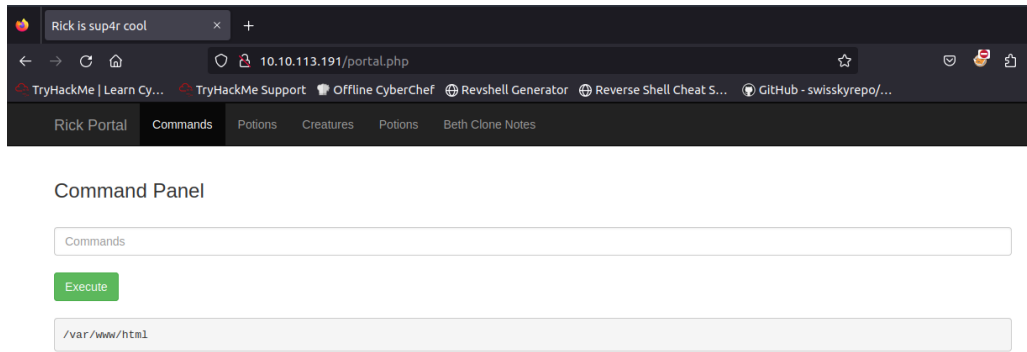 Rick is sup4r cool
10.10.113.191/portal.php
TryHackMe | Learn Cy… TryHackMe Support Offline CyberChef Revshell Generator Reverse Shell Cheat S… GitHub - swisskyrepo/…
Rick Portal Commands Potions Creatures Potions Beth Clone Notes
Command Panel
Commands
Execute
/var/www/html